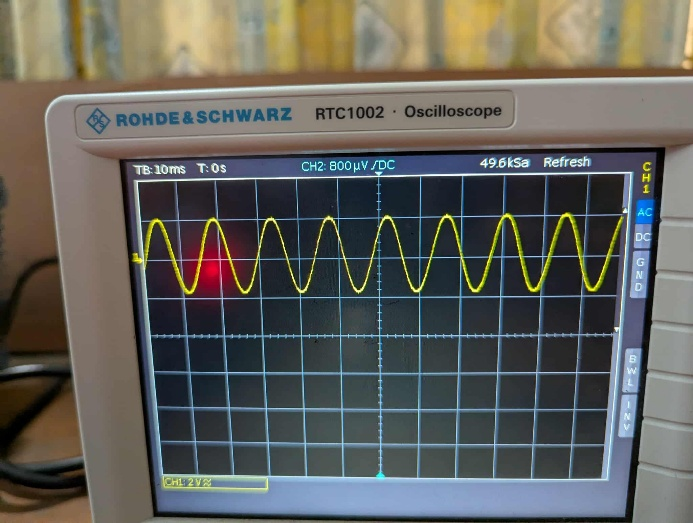 ROHDE&SCHWARZ RTC1002 · Oscilloscope
TB:10ms T:0s CH2:800µV/DC 49.6kSa Refresh
CH1
AC
DC
GND
1
BWL
INV
CH1:2V≈